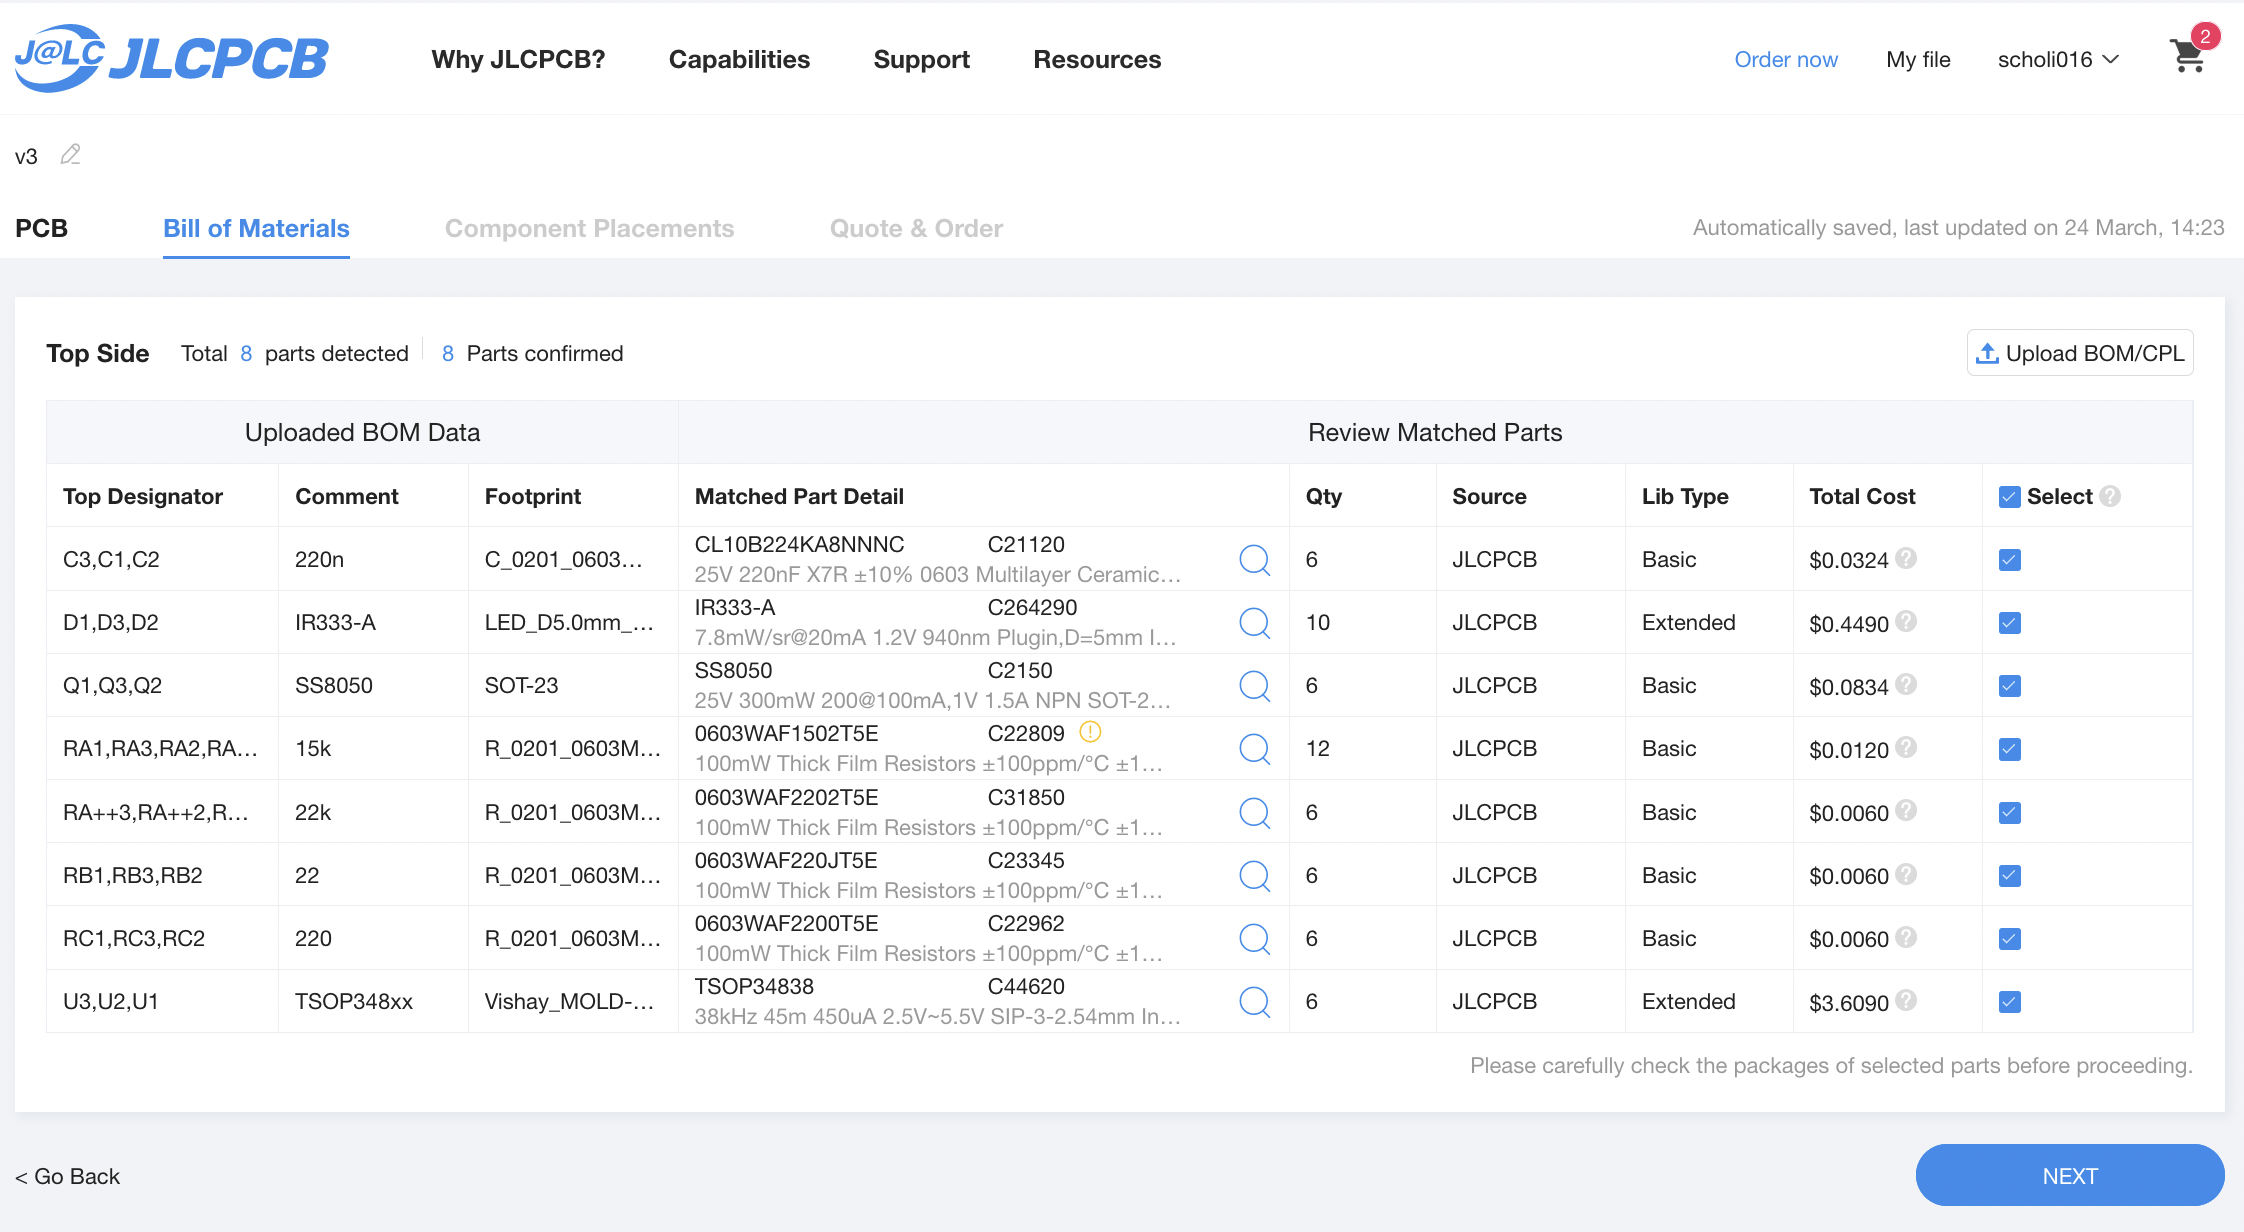 J@LC JLCPCB Why JLCPCB? Capabilities Support Resources Order now My file scholi016 2
v3
PCB Bill of Materials Component Placements Quote & Order Automatically saved, last updated on 24 March, 14:23
Top Side Total 8 parts detected 8 Parts confirmed Upload BOM/CPL
Uploaded BOM Data Review Matched Parts
Top Designator Comment Footprint Matched Part Detail Qty Source Lib Type Total Cost Select ?
C3,C1,C2 220n C_0201_0603... CL10B224KA8NNNC C21120 6 JLCPCB Basic $0.0324 ?
25V 220nF X7R ±10% 0603 Multilayer Ceramic...
D1,D3,D2 IR333-A LED_D5.0mm_... IR333-A C264290 10 JLCPCB Extended $0.4490 ?
7.8mW/sr@20mA 1.2V 940nm Plugin,D=5mm I...
Q1,Q3,Q2 SS8050 SOT-23 SS8050 C2150 6 JLCPCB Basic $0.0834 ?
25V 300mW 200@100mA,1V 1.5A NPN SOT-2...
RA1,RA3,RA2,RA... 15k R_0201_0603M... 0603WAF1502T5E C22809 ! 12 JLCPCB Basic $0.0120 ?
100mW Thick Film Resistors ±100ppm/°C ±1...
RA++3,RA++2,R... 22k R_0201_0603M... 0603WAF2202T5E C31850 6 JLCPCB Basic $0.0060 ?
100mW Thick Film Resistors ±100ppm/°C ±1...
RB1,RB3,RB2 22 R_0201_0603M... 0603WAF220JT5E C23345 6 JLCPCB Basic $0.0060 ?
100mW Thick Film Resistors ±100ppm/°C ±1...
RC1,RC3,RC2 220 R_0201_0603M... 0603WAF2200T5E C22962 6 JLCPCB Basic $0.0060 ?
100mW Thick Film Resistors ±100ppm/°C ±1...
U3,U2,U1 TSOP348xx Vishay_MOLD-... TSOP34838 C44620 6 JLCPCB Extended $3.6090 ?
38kHz 45m 450uA 2.5V~5.5V SIP-3-2.54mm In...
Please carefully check the packages of selected parts before proceeding.
< Go Back NEXT